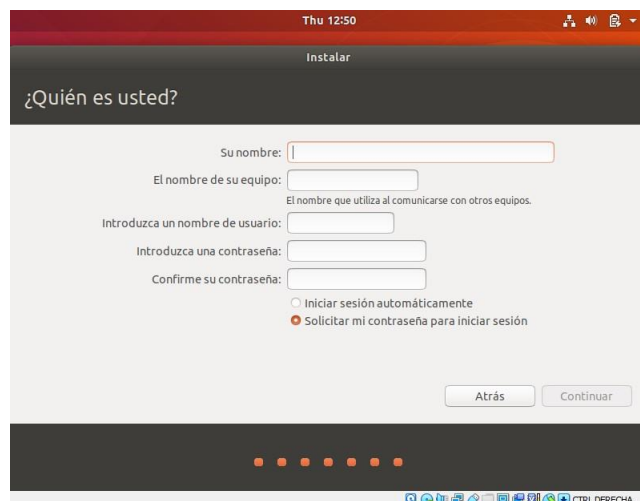 Thu 12:50
Instalar
¿Quién es usted?
Su nombre:
El nombre de su equipo:
El nombre que utiliza al comunicarse con otros equipos.
Introduzca un nombre de usuario:
Introduzca una contraseña:
Confirme su contraseña:
Iniciar sesión automáticamente
Solicitar mi contraseña para iniciar sesión
Atrás
Continuar
CTRL DERECHA